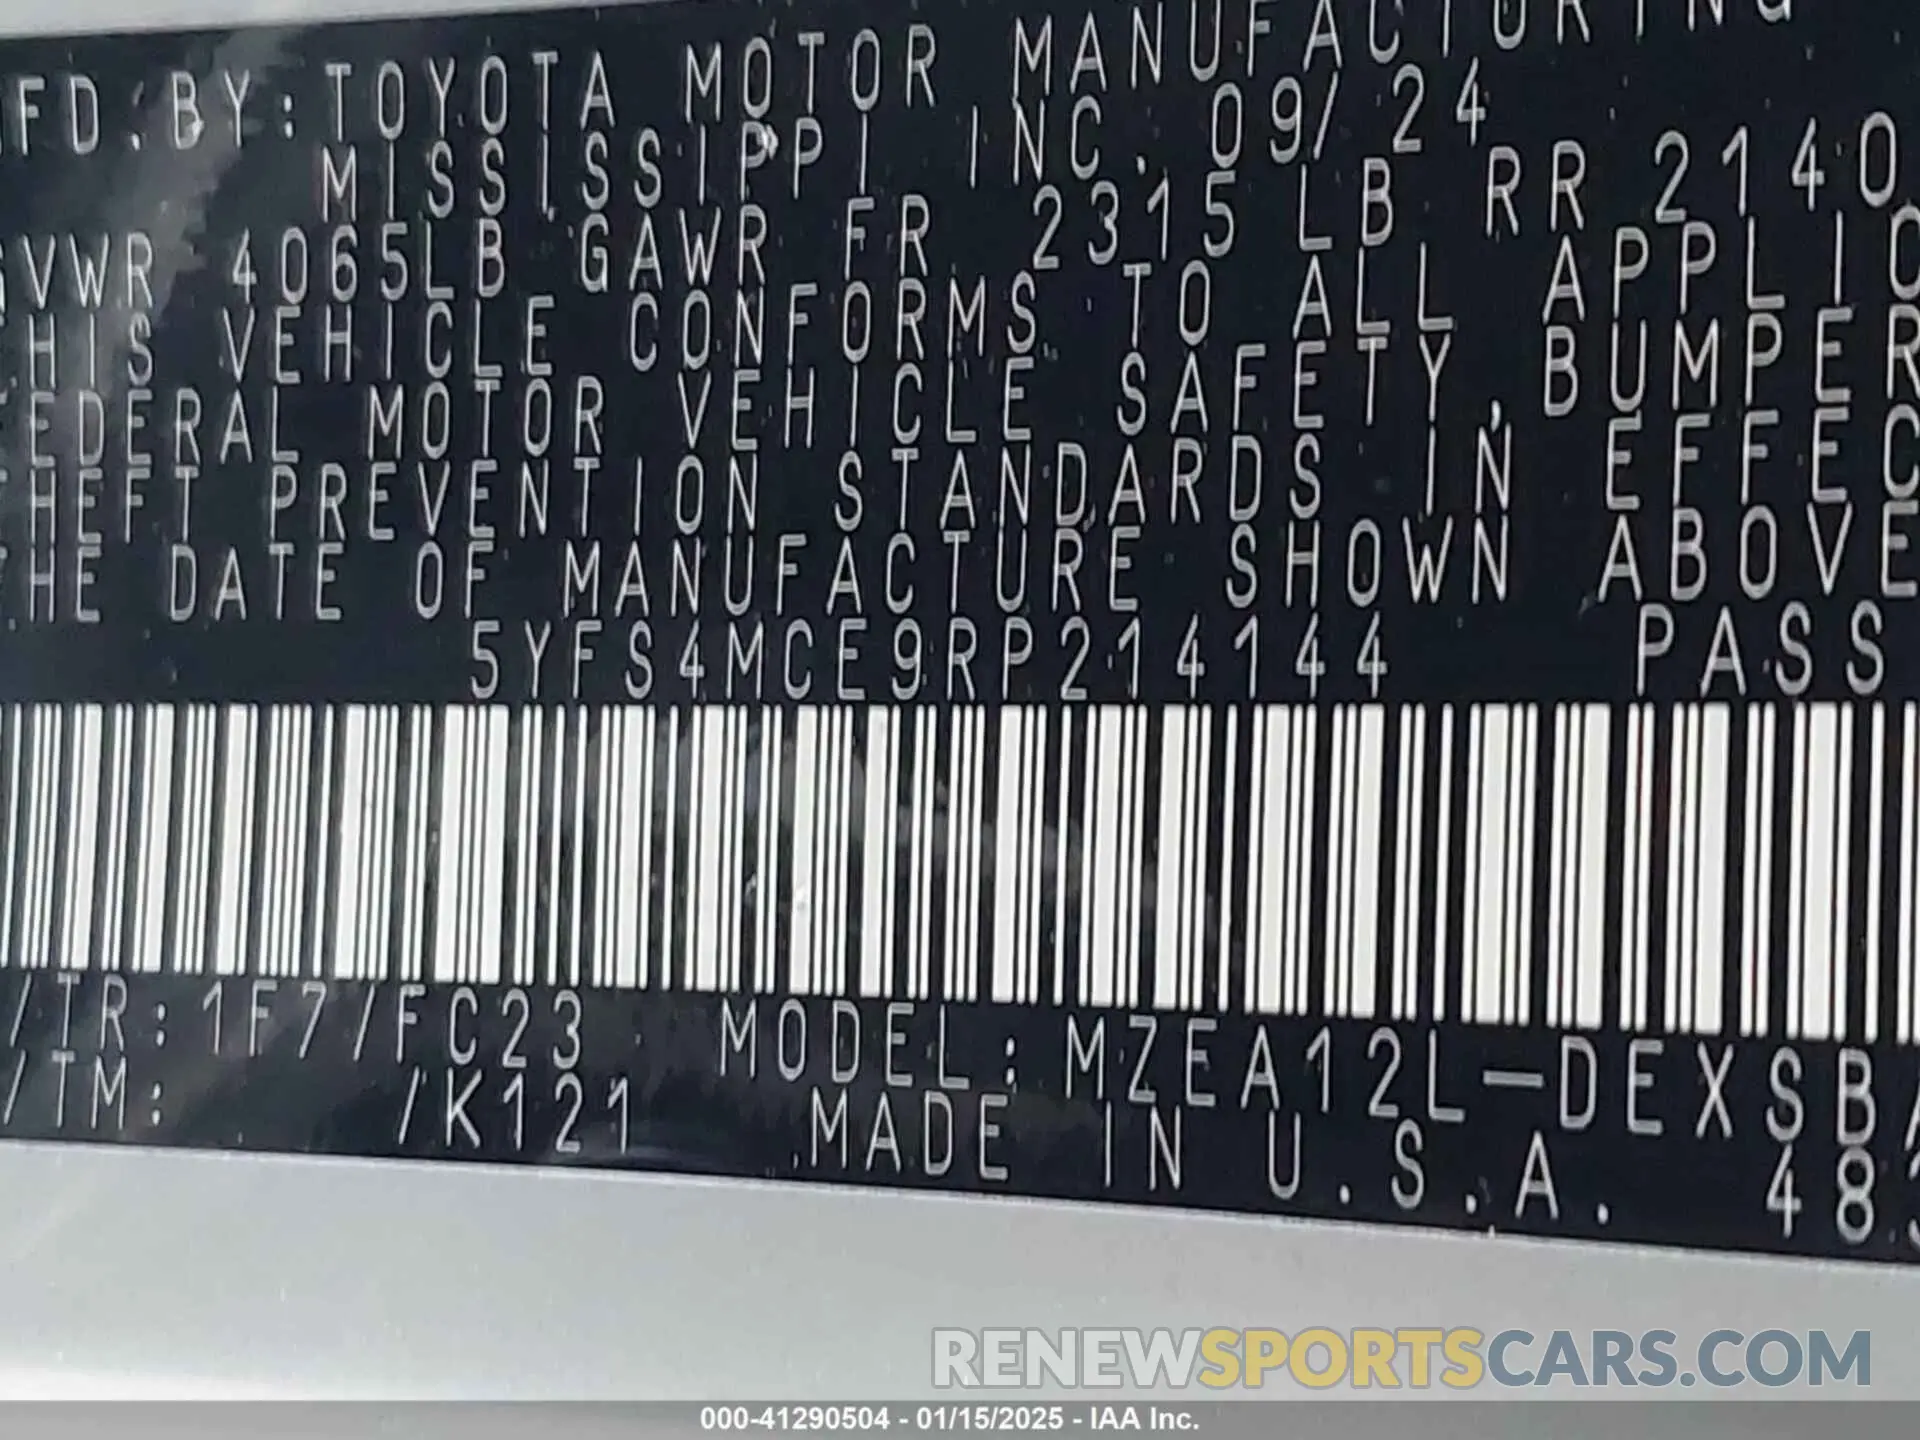 MFD.BY:TOYOTA MOTOR MANUFACTURING
MISSISSIPPI INC. 09/24
GVWR 4065LB GAWR FR 2315LB RR 2140
THIS VEHICLE CONFORMS TO ALL APPLIC
FEDERAL MOTOR VEHICLE SAFETY,BUMPER
THEFT PREVENTION STANDARDS IN EFFEC
THE DATE OF MANUFACTURE SHOWN ABOVE
5YFS4MCE9RP214144 PASS
/TR:1F7/FC23 MODEL:MZEA12L-DEXSBA
/TM: /K121 MADE IN U.S.A. 483
RENEWSPORTSCARS.COM
000-41290504 - 01/15/2025 - IAA Inc.